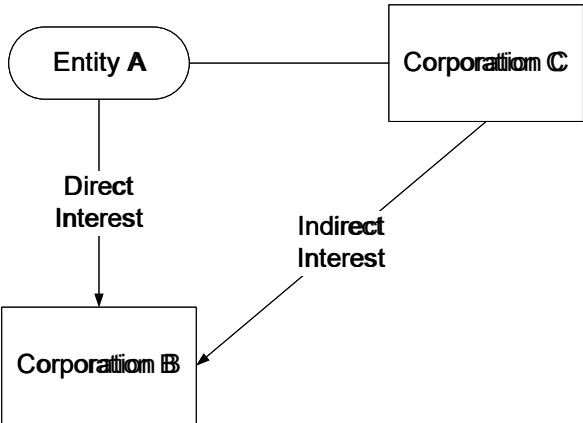 Entity A
Corporation C
Direct
Interest
Indirect
Interest
Corporation B